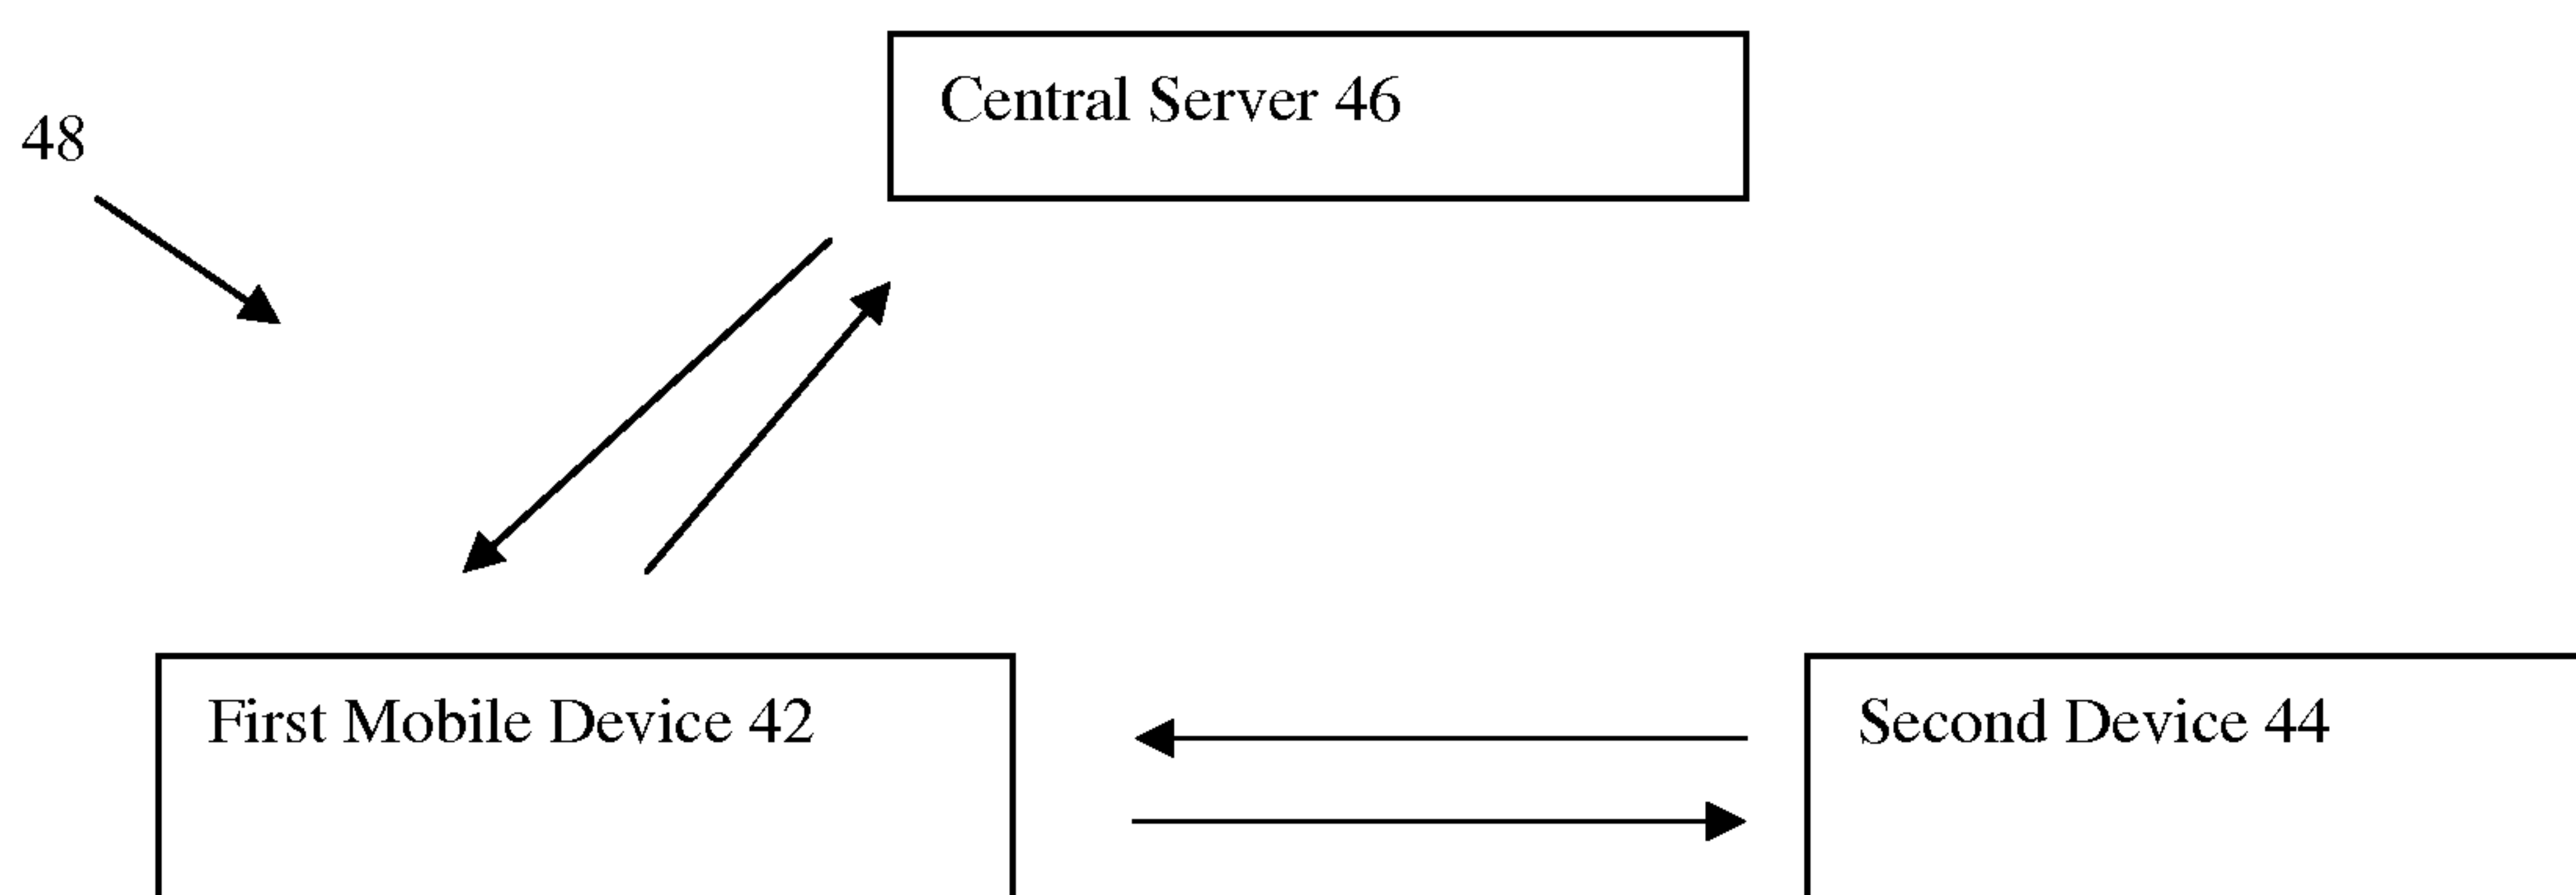 Central Server 46
48
First Mobile Device 42
Second Device 44